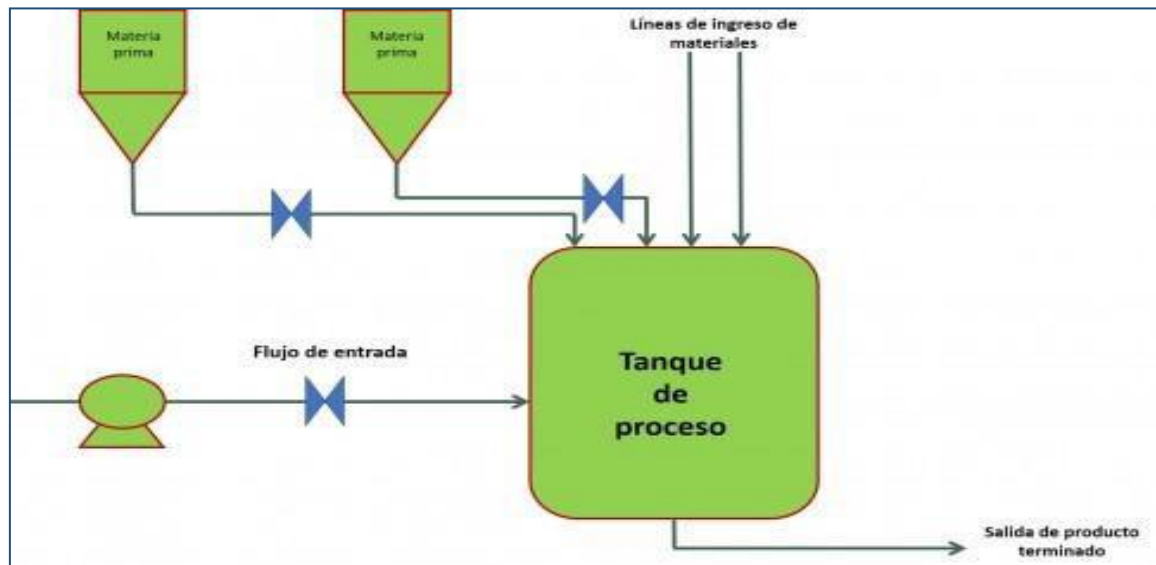 Materia
prima
Materia
prima
Líneas de ingreso de
materiales
Flujo de entrada
Tanque
de
proceso
Salida de producto
terminado